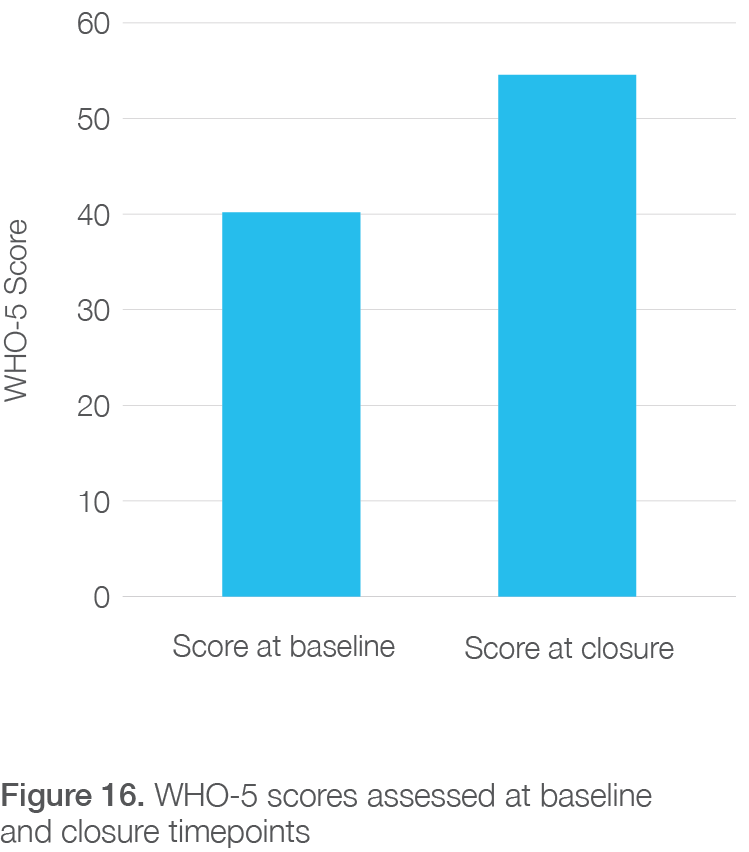 60
50
40
30
20
10
0
WHO-5 Score
Score at baseline
Score at closure
Figure 16. WHO-5 scores assessed at baseline
and closure timepoints